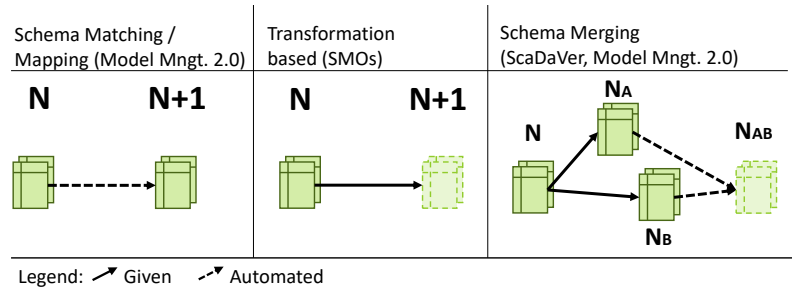 Schema Matching /
Mapping (Model Mngt. 2.0)
N N+1
Transformation
based (SMOs)
N N+1
Schema Merging
(ScaDaVer, Model Mngt. 2.0)
N
NA
NB
NAB
Legend: Given Automated